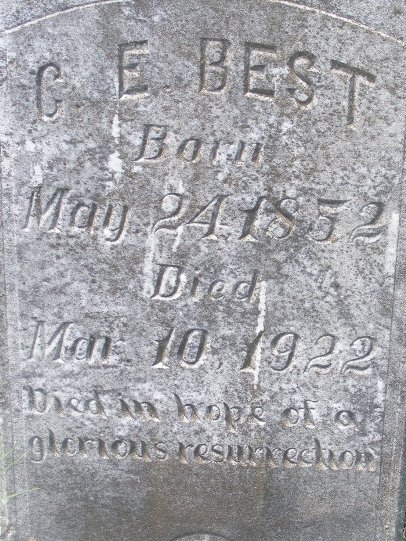 C. E. BEST
Born
May. 24, 1852
Died
Mar. 10, 1922
Died in hope of a
glorious resurrection